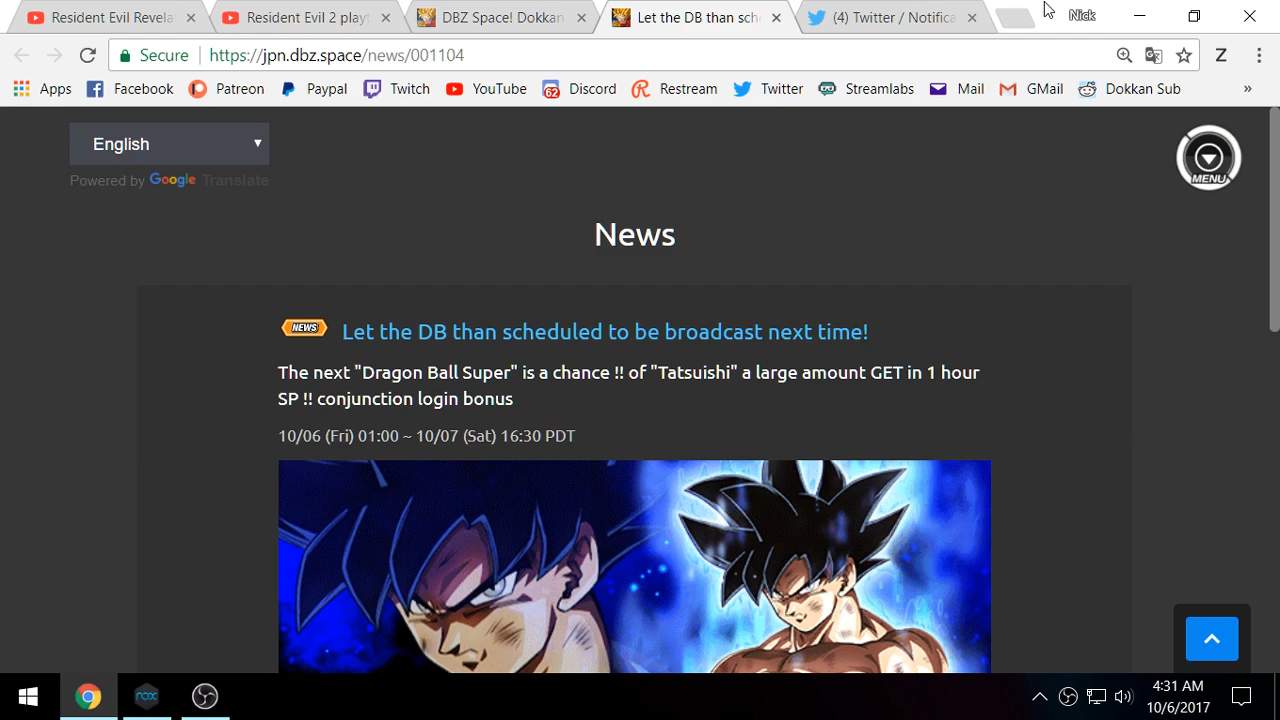 Resident Evil Revela
Resident Evil 2 playt
DBZ Space! Dokkan
Let the DB than sch
(4) Twitter / Notifica
Nick
Secure
https://jpn.dbz.space/news/001104
Z
Apps
Facebook
Patreon
Paypal
Twitch
YouTube
62
Discord
Restream
Twitter
Streamlabs
Mail
GMail
Dokkan Sub
»
English
MENU
Powered by Google Translate
News
NEWS
Let the DB than scheduled to be broadcast next time!
The next "Dragon Ball Super" is a chance !! of "Tatsuishi" a large amount GET in 1 hour
SP !! conjunction login bonus
10/06 (Fri) 01:00 ~ 10/07 (Sat) 16:30 PDT
nox
4:31 AM
10/6/2017